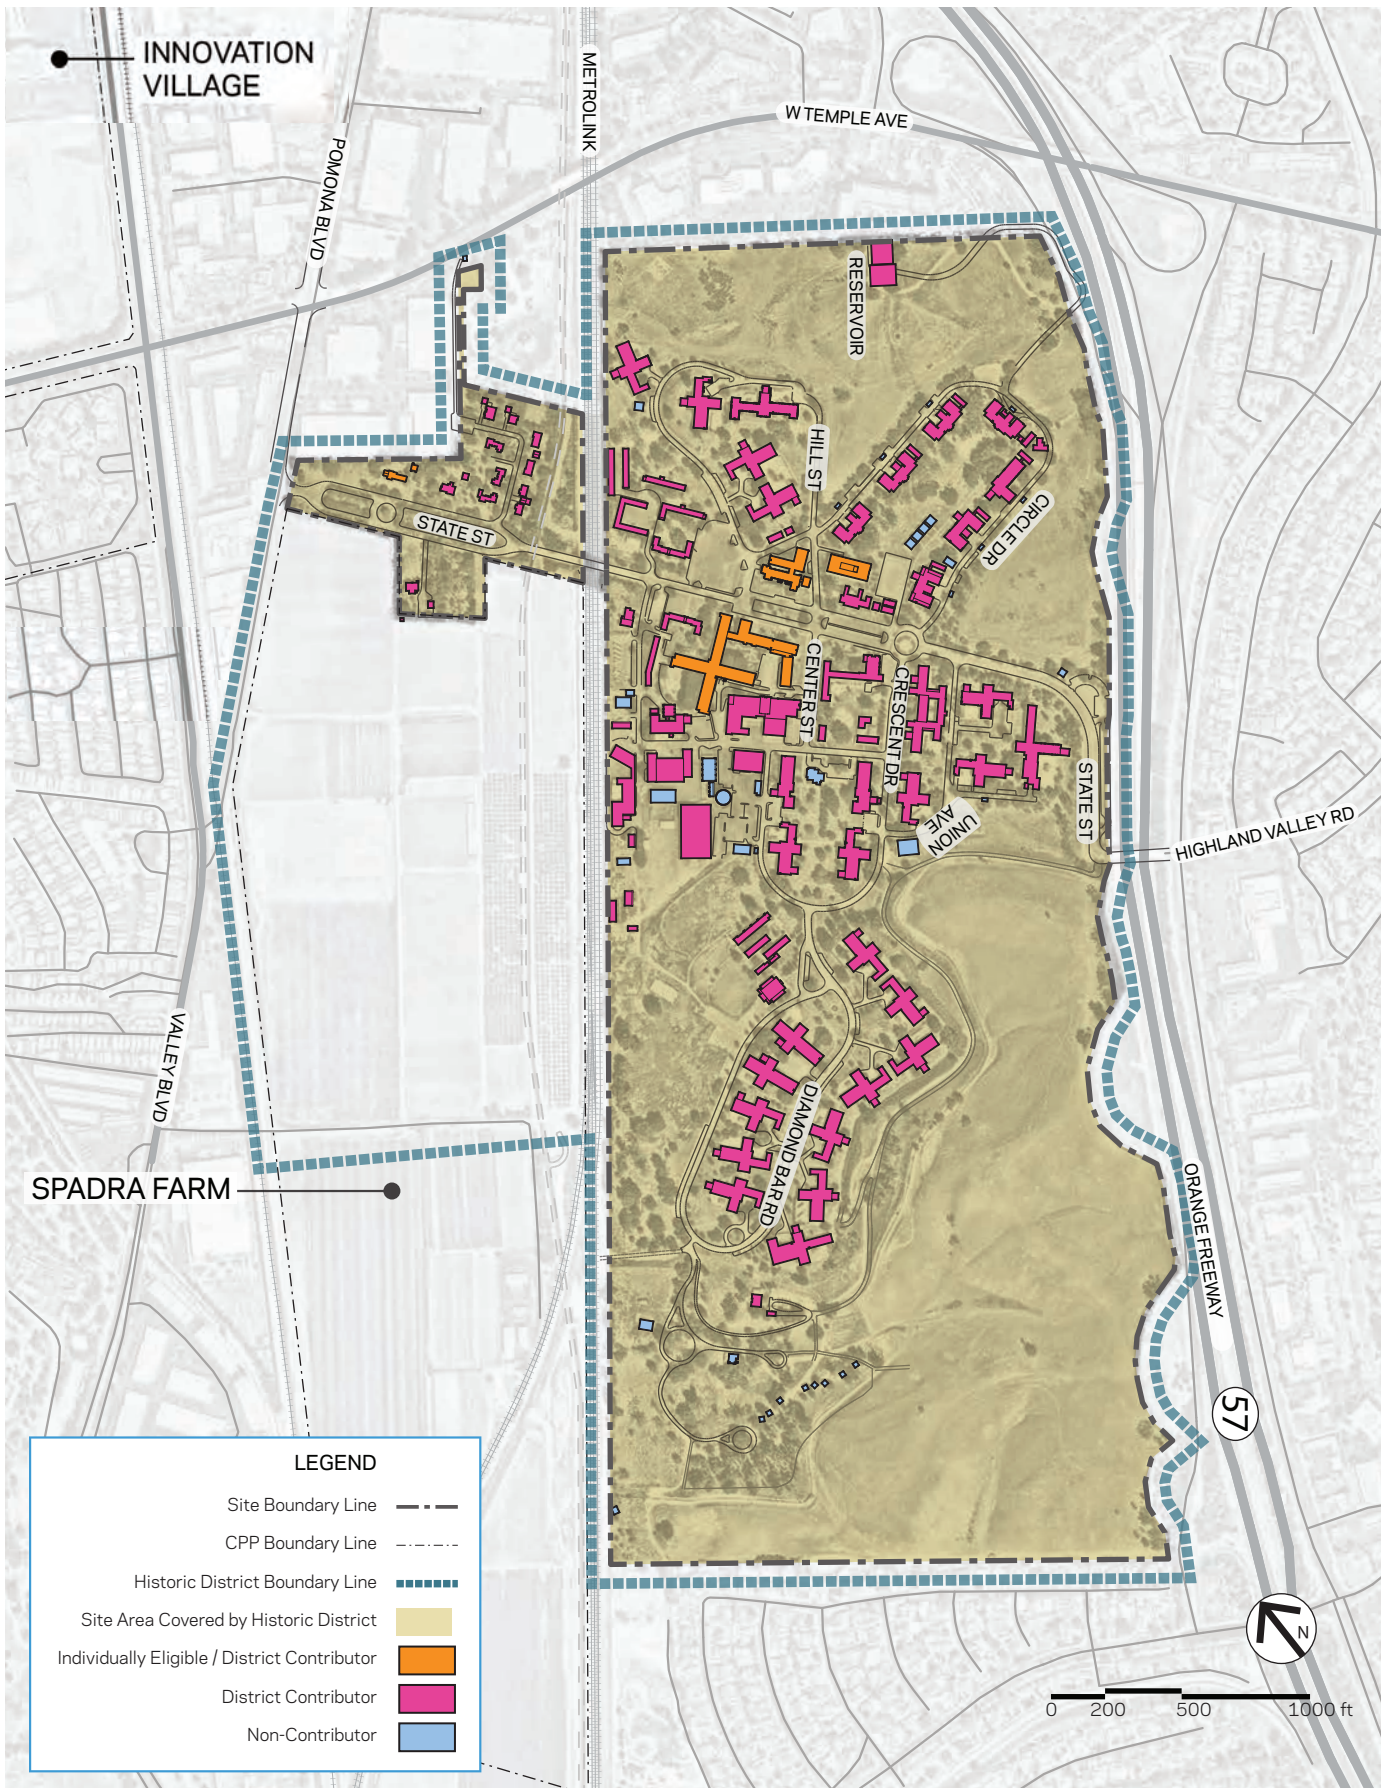 INNOVATION
VILLAGE
METROLINK
W TEMPLE AVE
POMONA BLVD
RESERVOIR
HILL ST
CIRCLE DR
STATE ST
CENTER ST
CRESCENT DR
STATE ST
UNION
AVE
HIGHLAND VALLEY RD
VALLEY BLVD
DIAMOND BAR RD
SPADRA FARM
ORANGE FREEWAY
57
LEGEND
Site Boundary Line
CPP Boundary Line
Historic District Boundary Line
Site Area Covered by Historic District
Individually Eligible / District Contributor
District Contributor
Non-Contributor
N
0 200 500 1000 ft